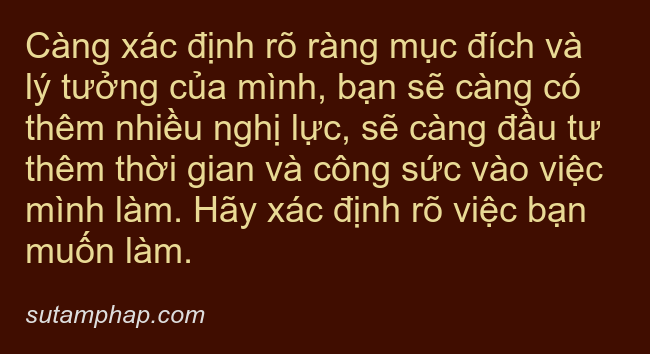 Càng xác định rõ ràng mục đích và
lý tưởng của mình, bạn sẽ càng có
thêm nhiều nghị lực, sẽ càng đầu tư
thêm thời gian và công sức vào việc
mình làm. Hãy xác định rõ việc bạn
muốn làm.
sutamphap.com